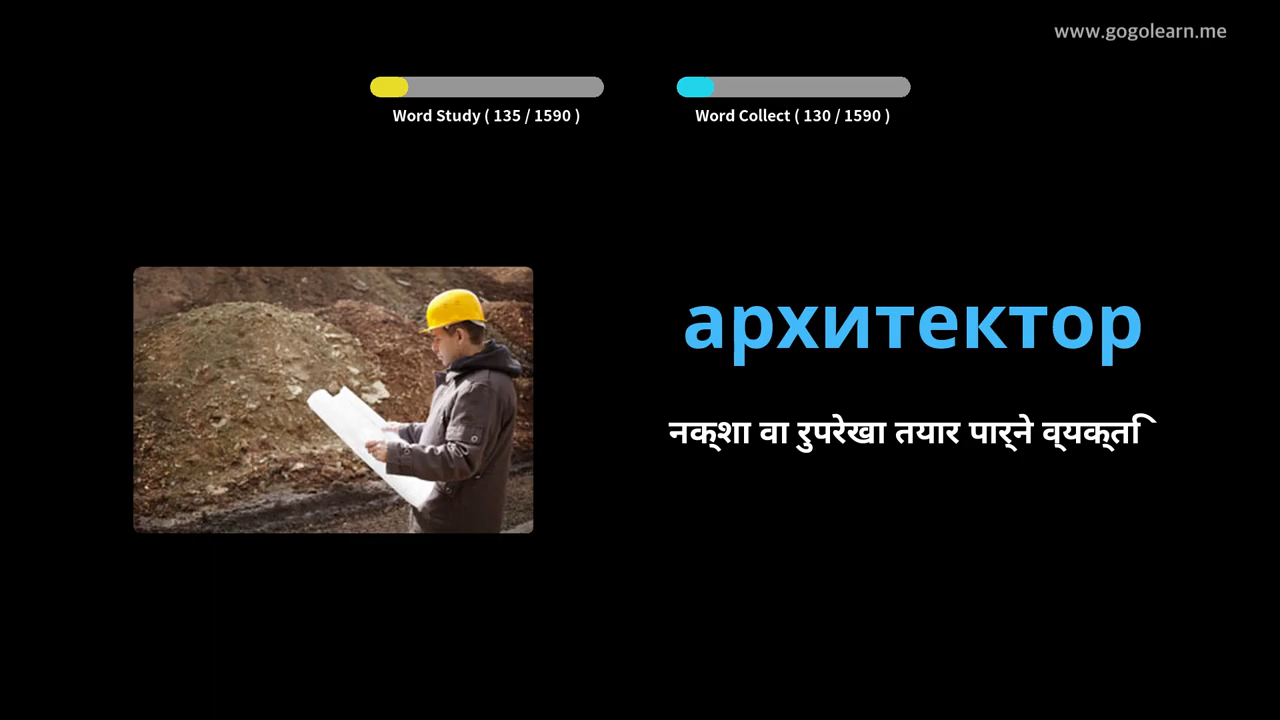 www.gogolearn.me
Word Study ( 135 / 1590 )
Word Collect ( 130 / 1590 )
архитектор
नक्शा वा रुपरेखा तयार पार्ने व्यक्ति